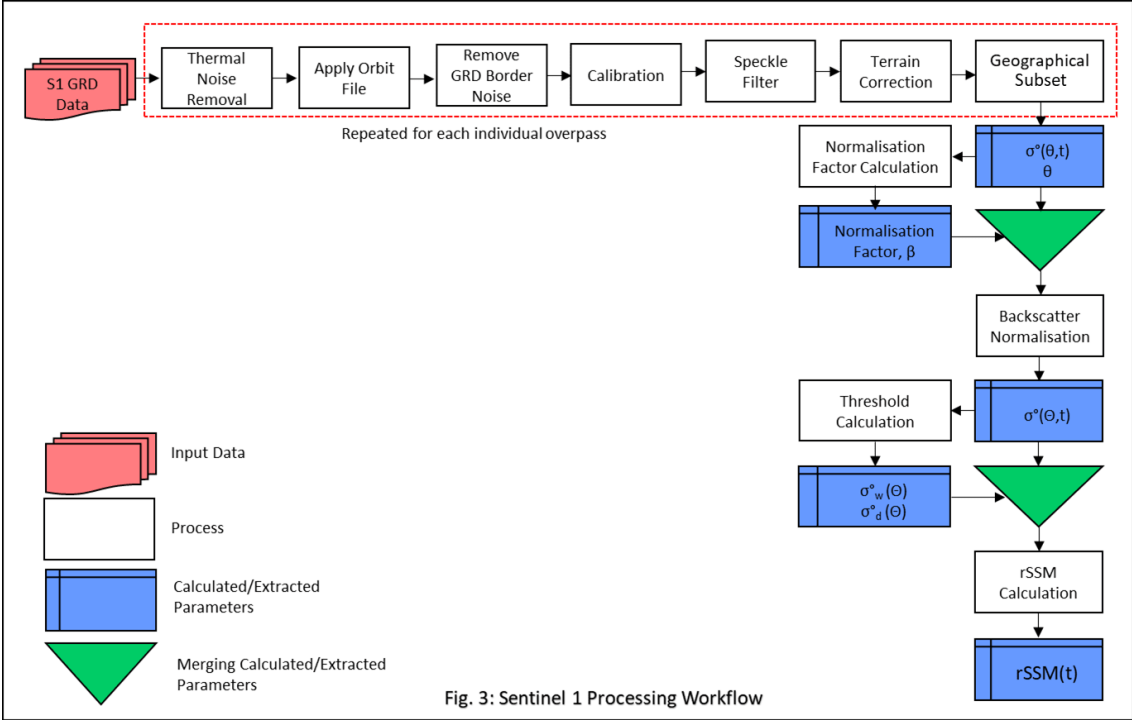 S1 GRD
Data
Thermal
Noise
Removal
Apply Orbit
File
Remove
GRD Border
Noise
Calibration
Speckle
Filter
Terrain
Correction
Geographical
Subset
Repeated for each individual overpass
Normalisation
Factor Calculation
σ°(θ,t)
θ
Normalisation
Factor, β
Backscatter
Normalisation
Threshold
Calculation
σ°(Θ,t)
σ°w (Θ)
σ°d (Θ)
rSSM
Calculation
rSSM(t)
Input Data
Process
Calculated/Extracted
Parameters
Merging Calculated/Extracted
Parameters
Fig. 3: Sentinel 1 Processing Workflow